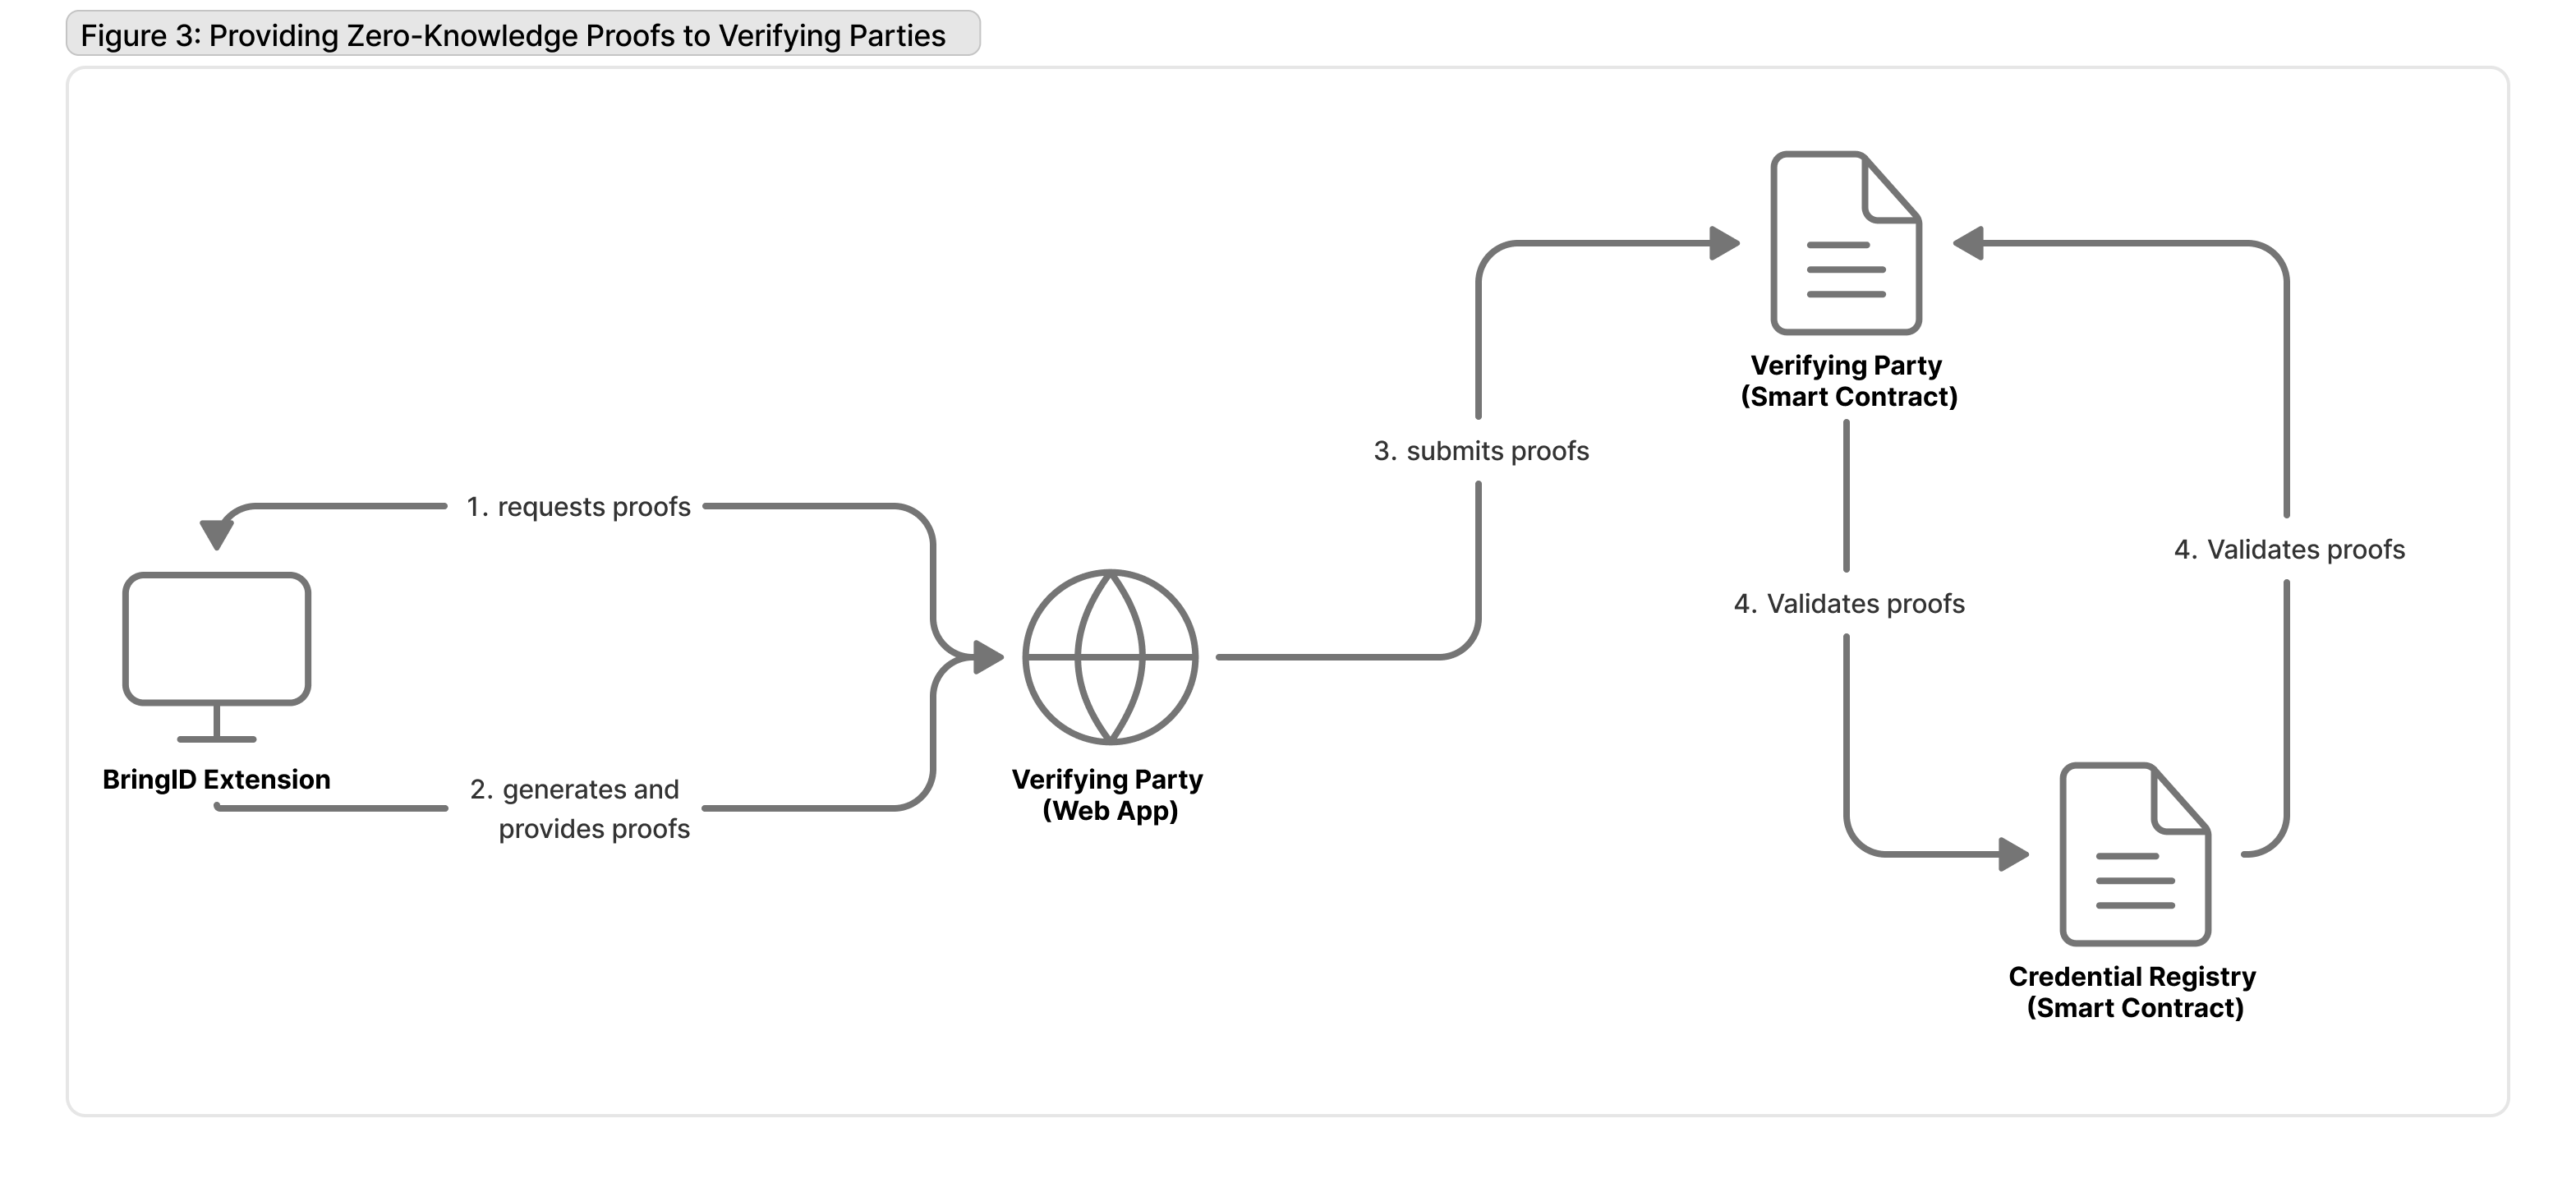 Figure 3: Providing Zero-Knowledge Proofs to Verifying Parties
Verifying Party
(Smart Contract)
3. submits proofs
1. requests proofs
4. Validates proofs
4. Validates proofs
BringID Extension
2. generates and
provides proofs
Verifying Party
(Web App)
Credential Registry
(Smart Contract)